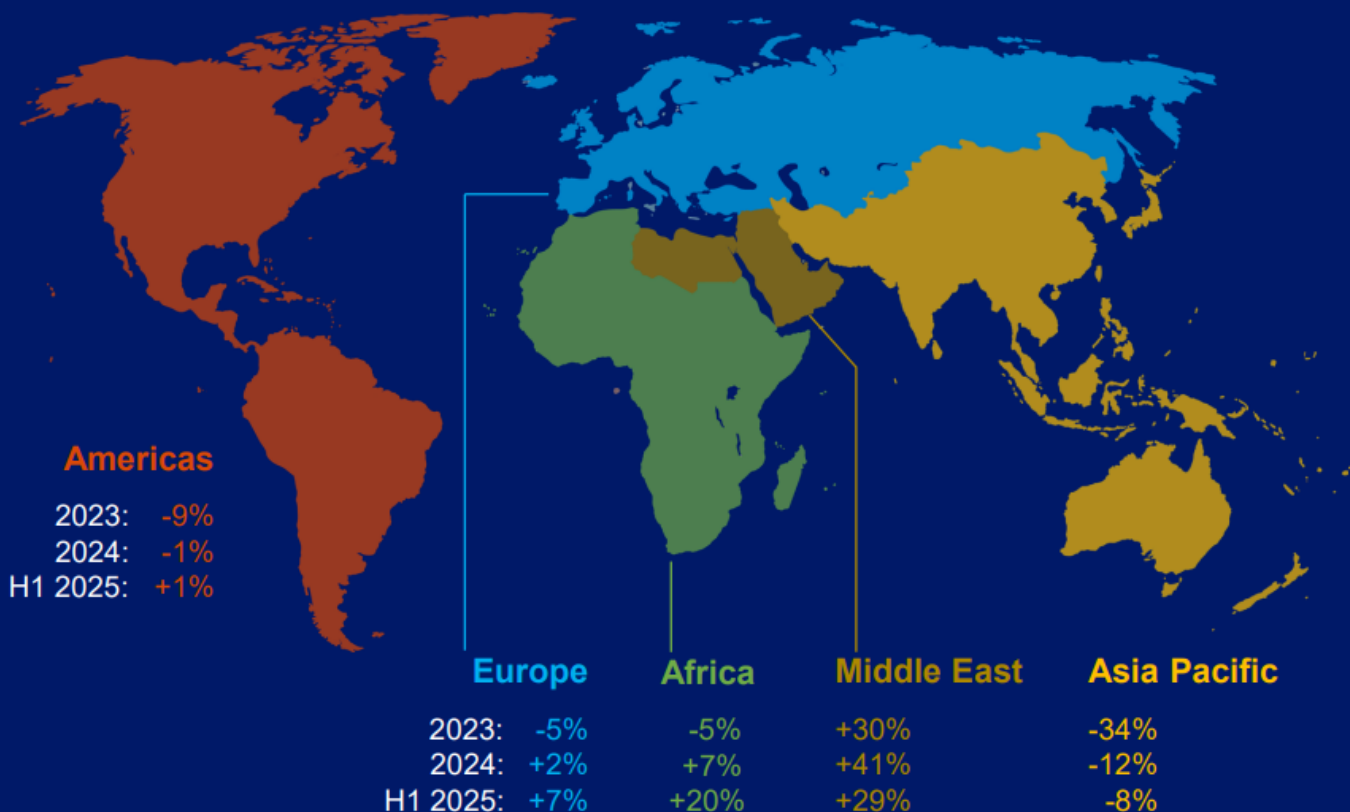 Americas
2023: -9%
2024: -1%
H1 2025: +1%
Europe Africa Middle East Asia Pacific
2023: -5% -5% +30% -34%
2024: +2% +7% +41% -12%
H1 2025: +7% +20% +29% -8%